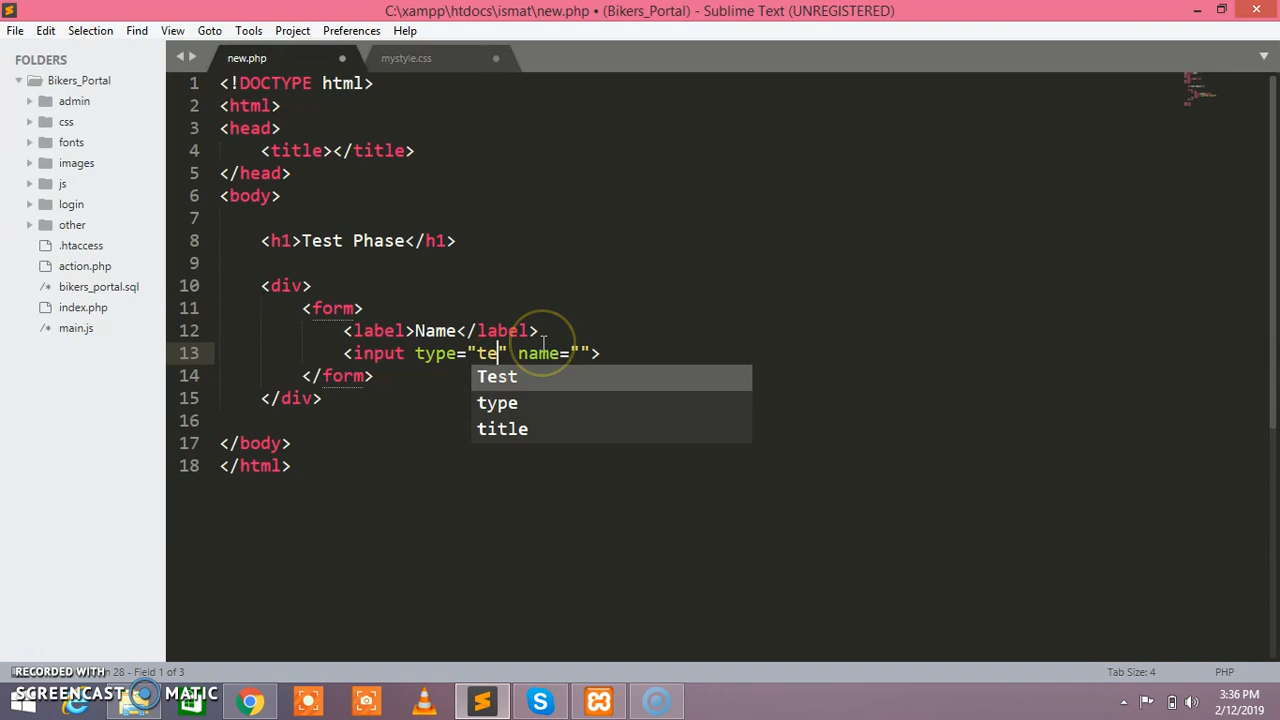 C:\xampp\htdocs\ismat\new.php • (Bikers_Portal) - Sublime Text (UNREGISTERED)
File Edit Selection Find View Goto Tools Project Preferences Help
FOLDERS
Bikers_Portal
admin
css
fonts
images
js
login
other
.htaccess
action.php
/* bikers_portal.sql
index.php
/* main.js
new.php
mystyle.css
1 <!DOCTYPE html>
2 <html>
3 <head>
4 <title></title>
5 </head>
6 <body>
7
8 <h1>Test Phase</h1>
9
10 <div>
11 <form>
12 <label>Name</label>
13 <input type="te" name="">
14 </form>
15 </div>
16
17 </body>
18 </html>
Test
type
title
28 - Field 1 of 3
Tab Size: 4
PHP
RECORDED WITH
SCREENCAST MATIC
3:36 PM
2/12/2019